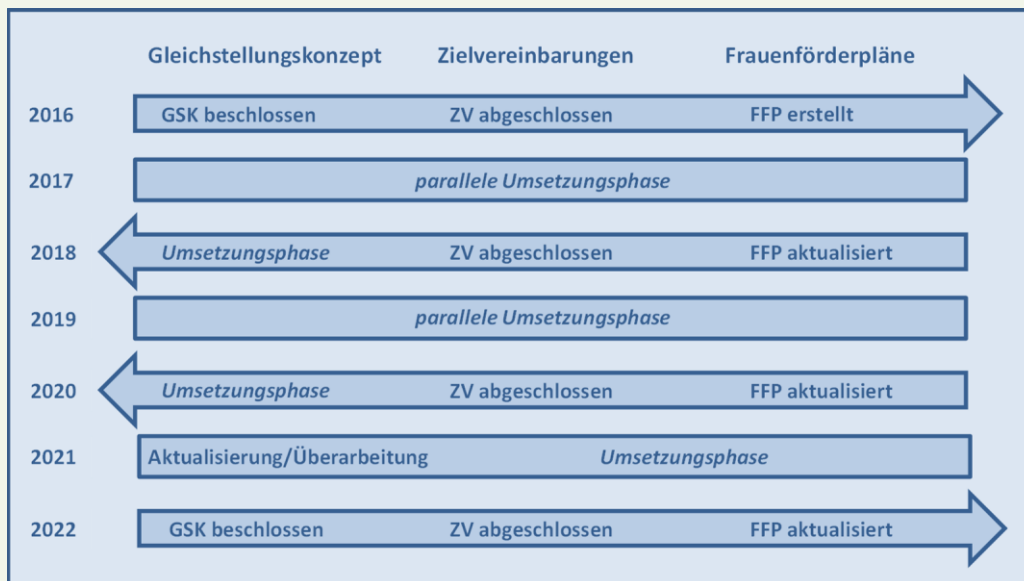 Gleichstellungskonzept Zielvereinbarungen Frauenförderpläne
2016 GSK beschlossen ZV abgeschlossen FFP erstellt
2017 parallele Umsetzungsphase
2018 Umsetzungsphase ZV abgeschlossen FFP aktualisiert
2019 parallele Umsetzungsphase
2020 Umsetzungsphase ZV abgeschlossen FFP aktualisiert
2021 Aktualisierung/Überarbeitung Umsetzungsphase
2022 GSK beschlossen ZV abgeschlossen FFP aktualisiert